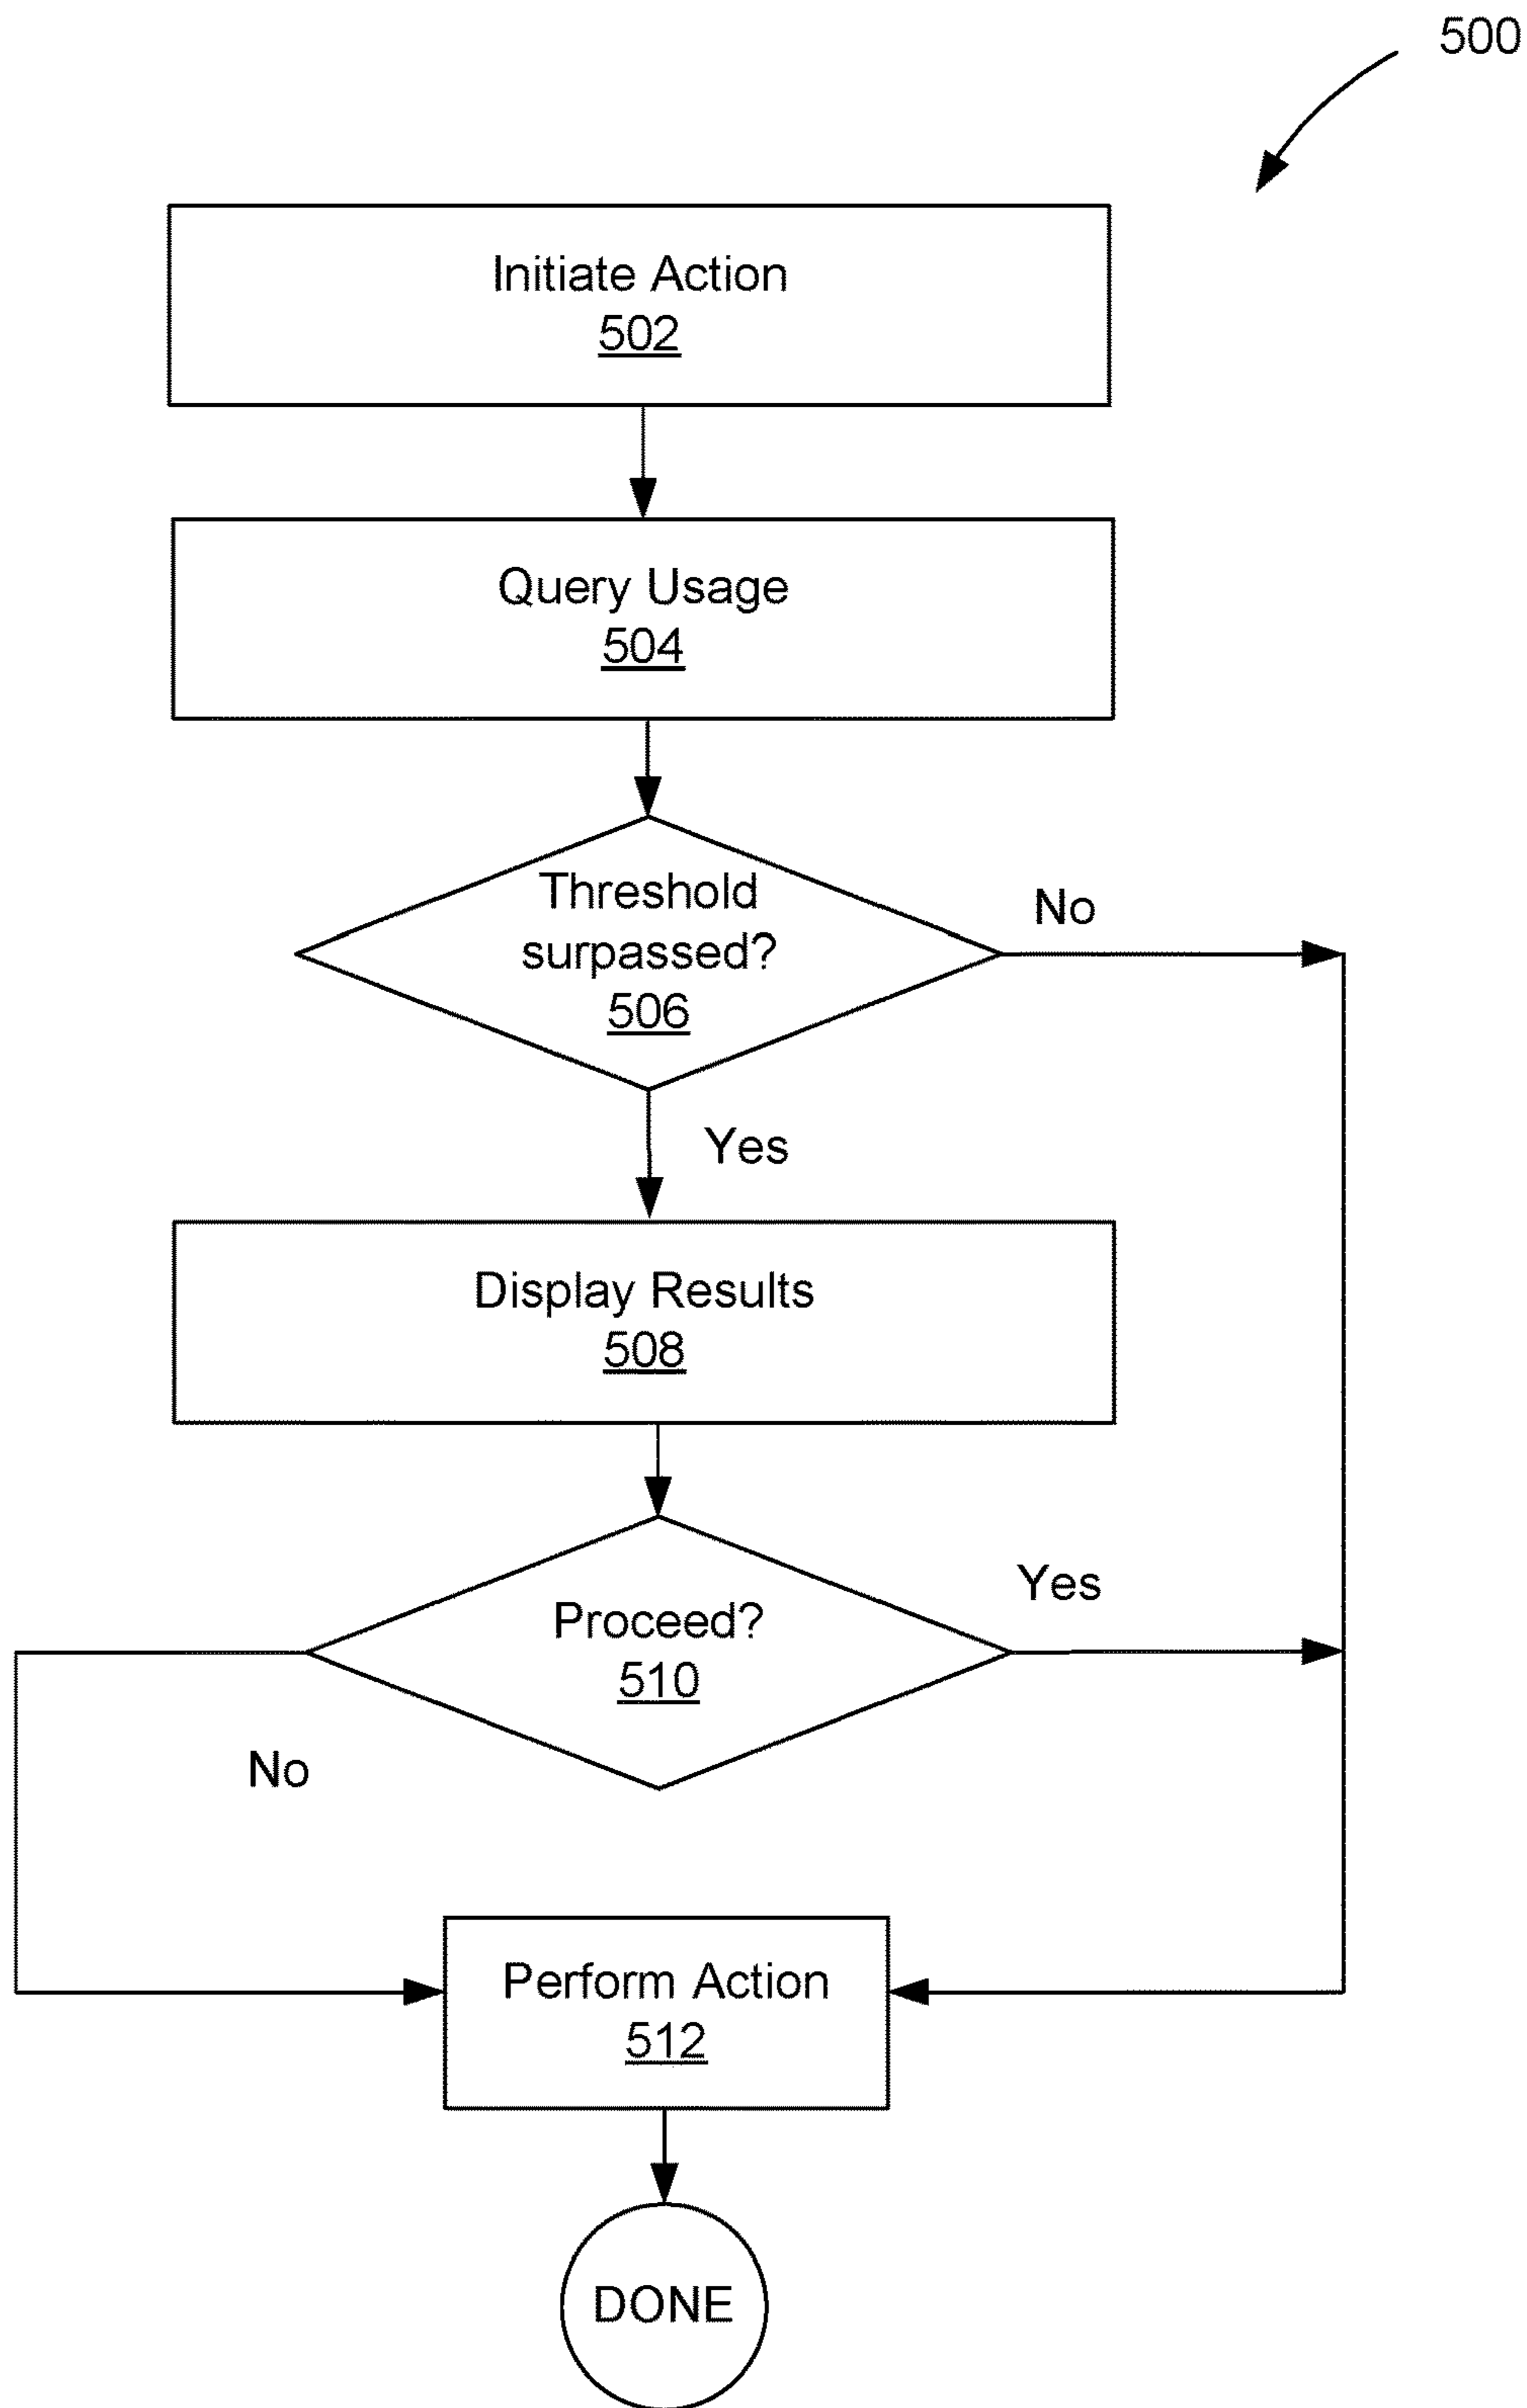 500
Initiate Action
502
Query Usage
504
Threshold
surpassed?
506
No
Yes
Display Results
508
Yes
Proceed?
510
No
Perform Action
512
DONE